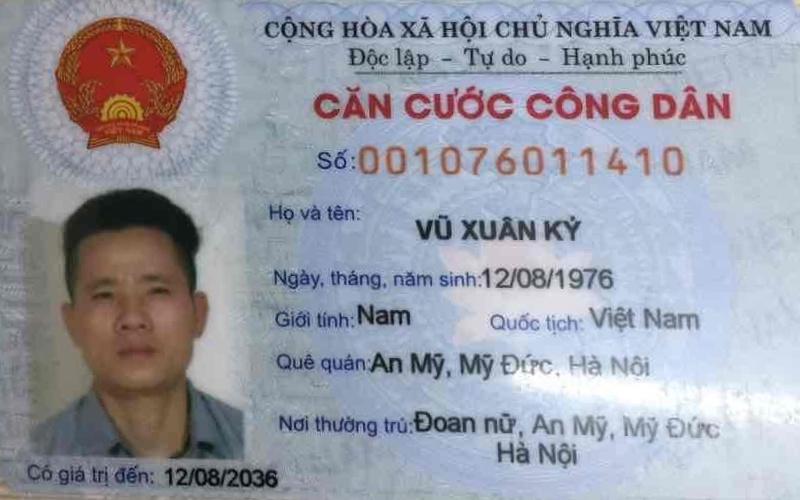 CỘNG HÒA XÃ HỘI CHỦ NGHĨA VIỆT NAM
Độc lập – Tự do – Hạnh phúc
CĂN CƯỚC CÔNG DÂN
Số: 001076011410
Họ và tên: VŨ XUÂN KỶ
Ngày, tháng, năm sinh: 12/08/1976
Giới tính: Nam Quốc tịch: Việt Nam
Quê quán: An Mỹ, Mỹ Đức, Hà Nội
Nơi thường trú: Đoan nữ, An Mỹ, Mỹ Đức
Hà Nội
Có giá trị đến: 12/08/2036